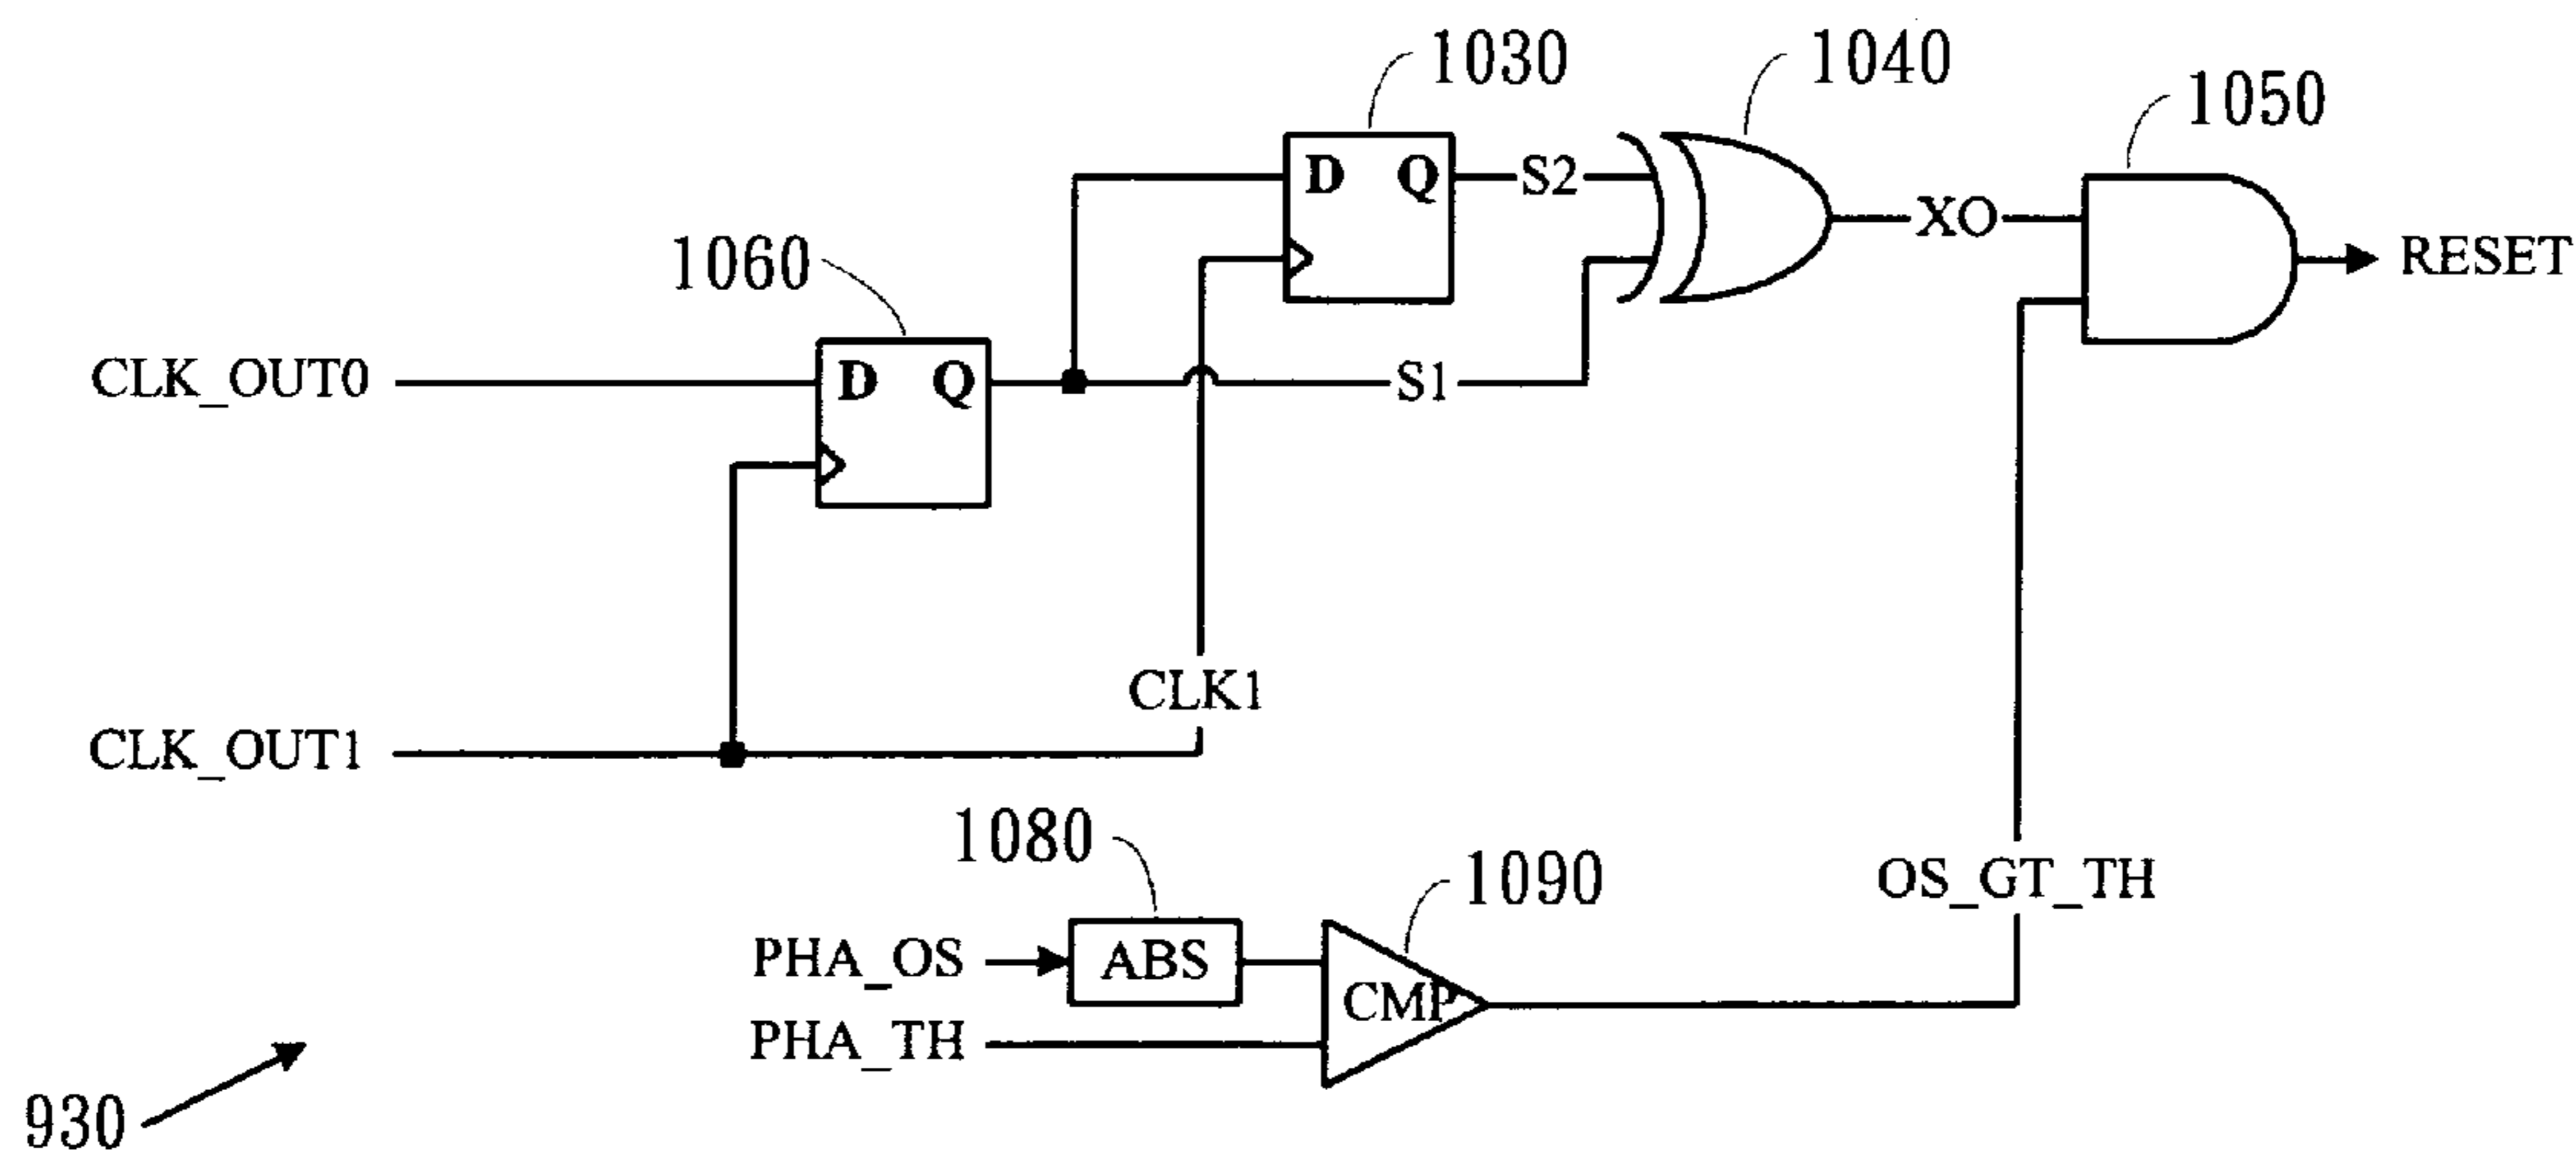 1030
1040
1050
D Q
S2
XO
RESET
1060
CLK_OUT0
D Q
S1
CLK1
CLK_OUT1
1080
1090
OS_GT_TH
PHA_OS
ABS
CMP
PHA_TH
930